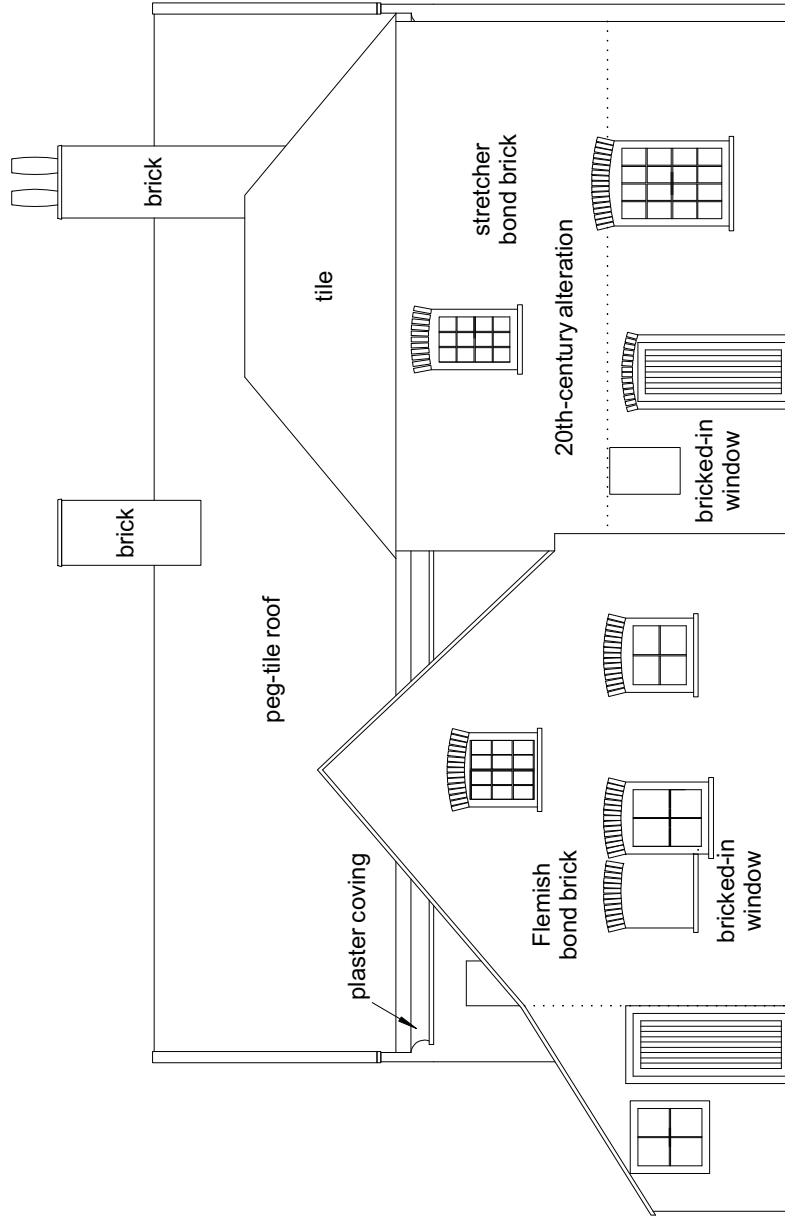 brick
brick
tile
peg-tile roof
plaster coving
stretcher
bond brick
20th-century alteration
Flemish
bond brick
bricked-in
window
bricked-in
window